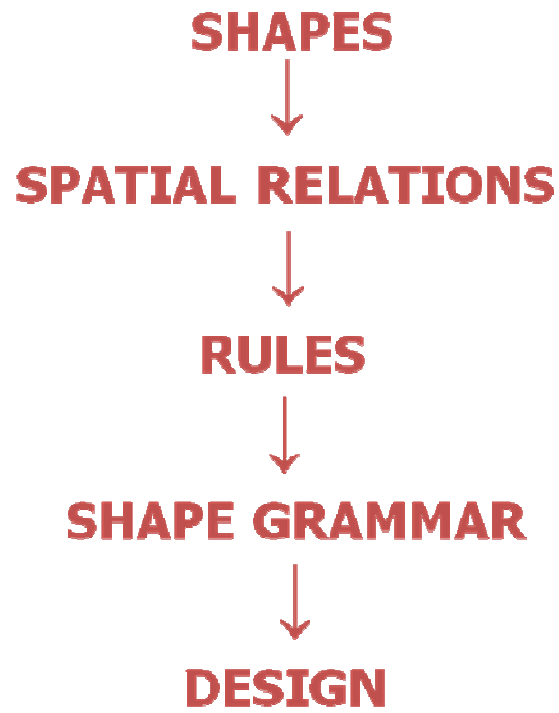 SHAPES
SPATIAL RELATIONS
RULES
SHAPE GRAMMAR
DESIGN